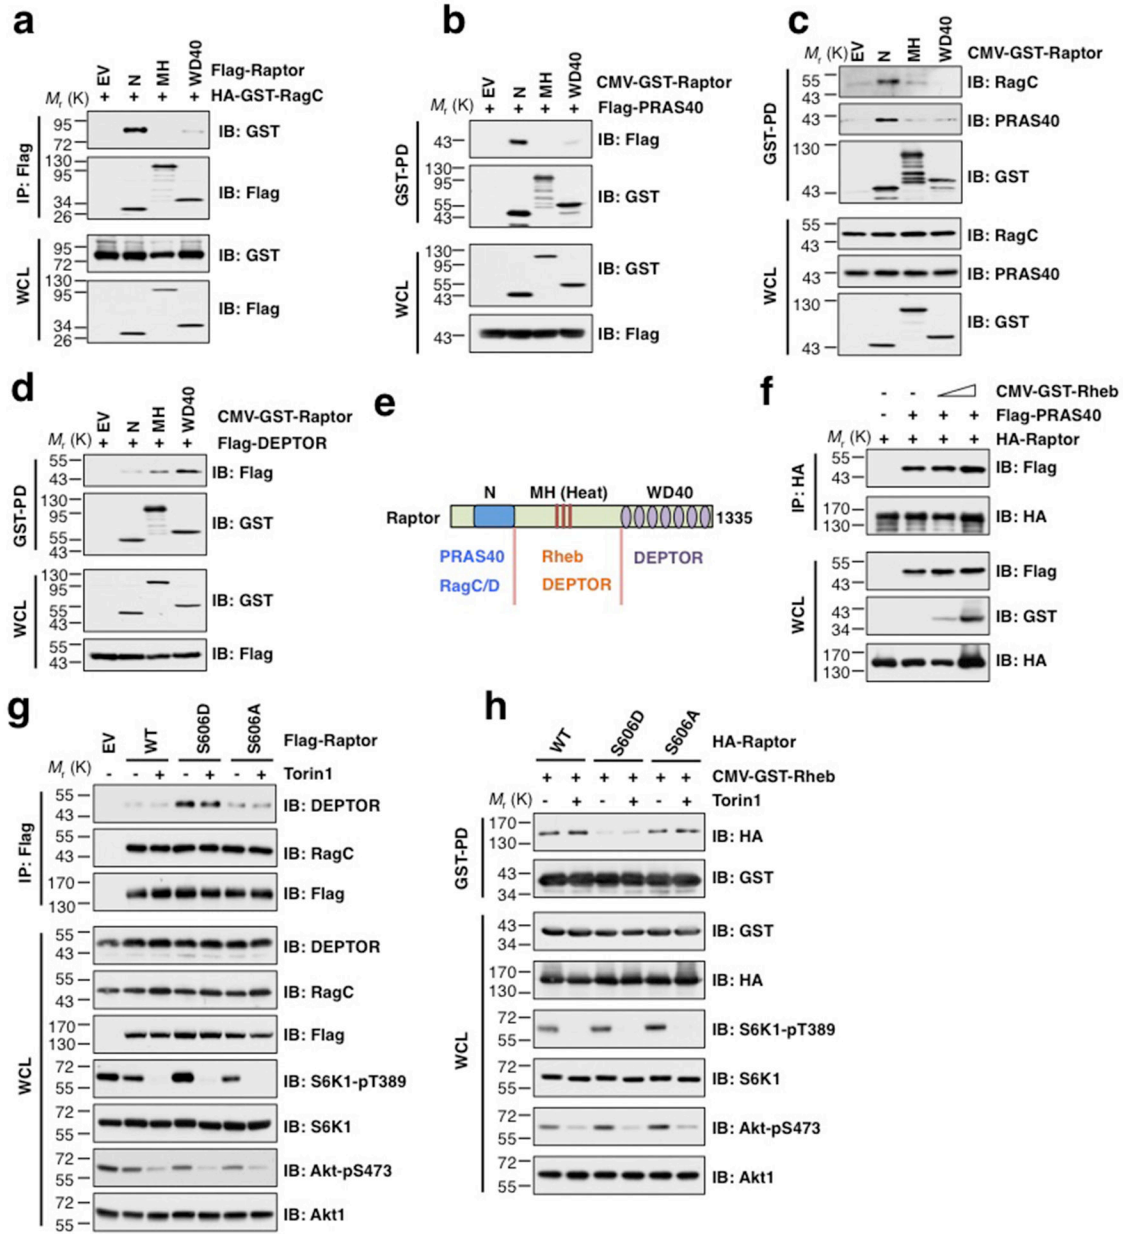 a
EV
N
MH
WD40
Flag-Raptor
Mr (K)
+ + + +
HA-GST-RagC
IP: Flag
95
72
IB: GST
130
95
34
26
IB: Flag
WCL
95
72
IB: GST
130
95
34
26
IB: Flag
b
EV
N
MH
WD40
CMV-GST-Raptor
Mr (K)
+ + + +
Flag-PRAS40
GST-PD
43
IB: Flag
130
95
55
43
IB: GST
WCL
130
95
55
43
IB: GST
43
IB: Flag
c
Mr (K)
EV
N
MH
WD40
CMV-GST-Raptor
GST-PD
55
43
IB: RagC
43
IB: PRAS40
130
43
IB: GST
WCL
55
43
IB: RagC
43
IB: PRAS40
130
43
IB: GST
d
EV
N
MH
WD40
CMV-GST-Raptor
Mr (K)
+ + + +
Flag-DEPTOR
GST-PD
55
43
IB: Flag
130
95
55
43
IB: GST
WCL
130
95
55
43
IB: GST
55
43
IB: Flag
e
N MH (Heat) WD40
Raptor 1335
PRAS40 Rheb DEPTOR
RagC/D DEPTOR
f
- - CMV-GST-Rheb
- + + + Flag-PRAS40
Mr (K) + + + + HA-Raptor
IP: HA
55
43
IB: Flag
170
130
IB: HA
WCL
55
43
IB: Flag
43
34
IB: GST
170
130
IB: HA
g
EV
WT
S606D
S606A
Flag-Raptor
Mr (K)
- - + - + - + Torin1
IP: Flag
55
43
IB: DEPTOR
55
43
IB: RagC
170
130
IB: Flag
WCL
55
43
IB: DEPTOR
55
43
IB: RagC
170
130
IB: Flag
72
55
IB: S6K1-pT389
72
55
IB: S6K1
72
55
IB: Akt-pS473
72
55
IB: Akt1
h
WT
S606D
S606A
HA-Raptor
+ + + + + + CMV-GST-Rheb
Mr (K) - + - + - + Torin1
GST-PD
170
130
IB: HA
43
34
IB: GST
WCL
43
34
IB: GST
170
130
IB: HA
72
55
IB: S6K1-pT389
72
55
IB: S6K1
72
55
IB: Akt-pS473
72
55
IB: Akt1